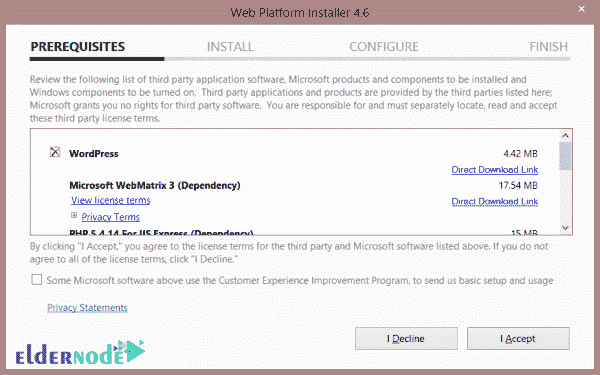 Web Platform Installer 4.6
PREREQUISITES INSTALL CONFIGURE FINISH
Review the following list of third party application software, Microsoft products and components to be installed and
Windows components to be turned on. Third party applications and products are provided by the third parties listed here;
Microsoft grants you no rights for third party software. You are responsible for and must separately locate, read and accept
these third party license terms.
WordPress 4.42 MB
Direct Download Link
Microsoft WebMatrix 3 (Dependency) 17.54 MB
View license terms Direct Download Link
Privacy Terms
PHP 5.4.14 For IIS Express (Dependency) 15 MB
By clicking "I Accept," you agree to the license terms for the third party and Microsoft software listed above. If you do not
agree to all of the license terms, click "I Decline."
Some Microsoft software above use the Customer Experience Improvement Program, to send us basic setup and usage
Privacy Statements
I Decline I Accept
eldernode